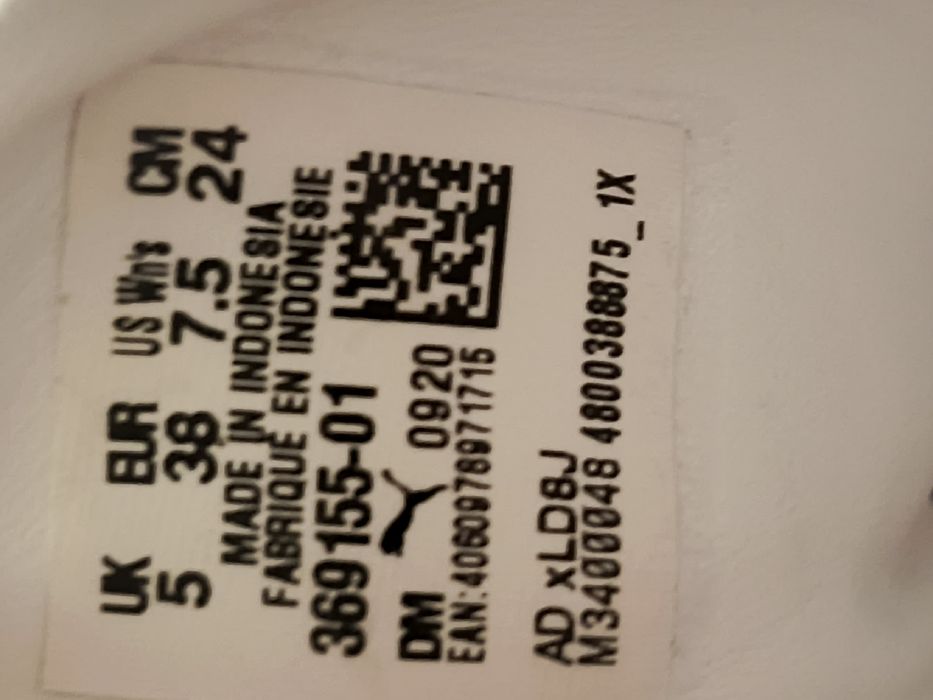 UK EUR US Wn's CM
5 38 7.5 24
MADE IN INDONESIA
FABRIQUE EN INDONESIE
369155-01
DM 0920
EAN:4060978971715
AD xLD8J
M3400048 480038875_1X